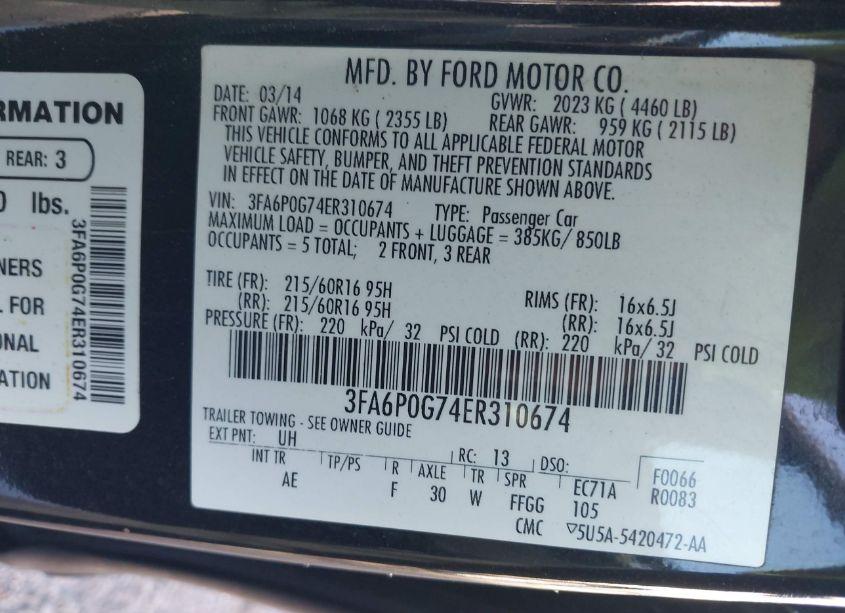 RMATION
REAR: 3
0 lbs.
NERS
L FOR
ONAL
ATION
3FA6P0G74ER310674
MFD. BY FORD MOTOR CO.
DATE: 03/14 GVWR: 2023 KG ( 4460 LB)
FRONT GAWR: 1068 KG ( 2355 LB) REAR GAWR: 959 KG ( 2115 LB)
THIS VEHICLE CONFORMS TO ALL APPLICABLE FEDERAL MOTOR
VEHICLE SAFETY, BUMPER, AND THEFT PREVENTION STANDARDS
IN EFFECT ON THE DATE OF MANUFACTURE SHOWN ABOVE.
VIN: 3FA6P0G74ER310674 TYPE: Passenger Car
MAXIMUM LOAD = OCCUPANTS + LUGGAGE = 385KG/ 850LB
OCCUPANTS = 5 TOTAL; 2 FRONT, 3 REAR
TIRE (FR): 215/60R16 95H RIMS (FR): 16x6.5J
(RR): 215/60R16 95H (RR): 16x6.5J
PRESSURE (FR): 220 kPa/ 32 PSI COLD (RR): 220 kPa/ 32 PSI COLD
3FA6P0G74ER310674
TRAILER TOWING - SEE OWNER GUIDE
EXT PNT: UH RC: 13 DSO: F0066
INT TR TP/PS R AXLE TR SPR EC71A R0083
AE F 30 W FFGG 105
CMC 5U5A-5420472-AA